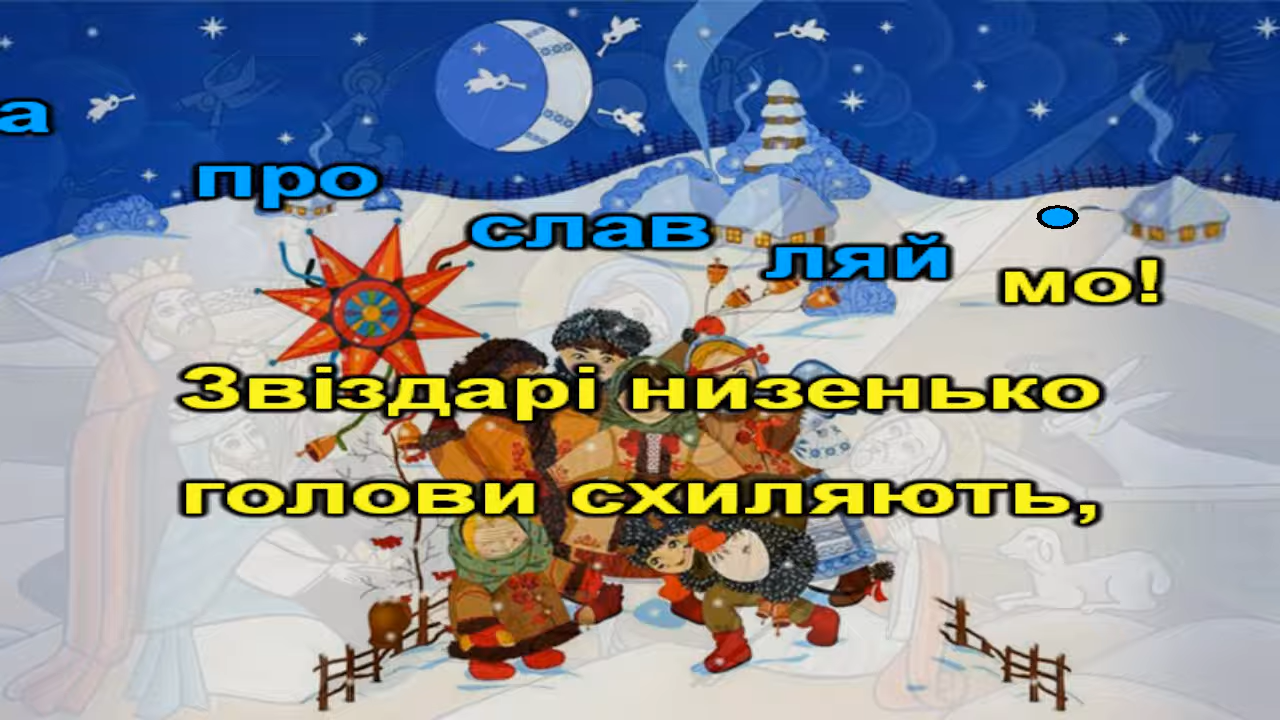 а про слав ляй мо!
Звіздарі низенько
голови схиляють,